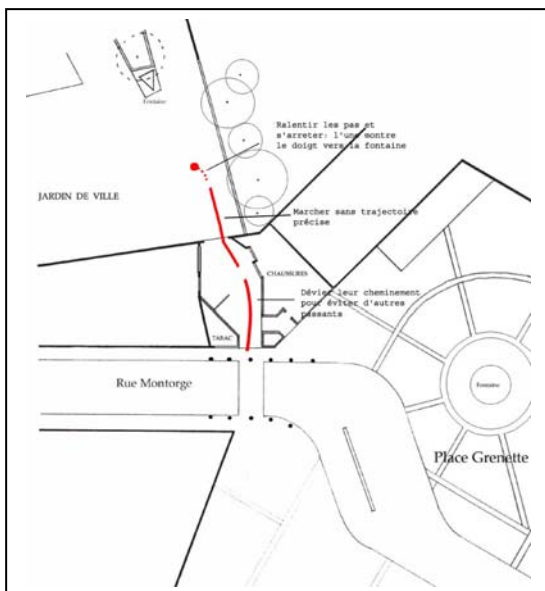 Fontaine
Ralentir les pas et
s'arreter: l'une montre
le doigt vers la fontaine
JARDIN DE VILLE
Marcher sans trajectoire
précise
CHAUSSURES
Dévier leur cheminement
pour éviter d'autres
passants
TABAC
Rue Montorge
Fontaine
Place Grenette